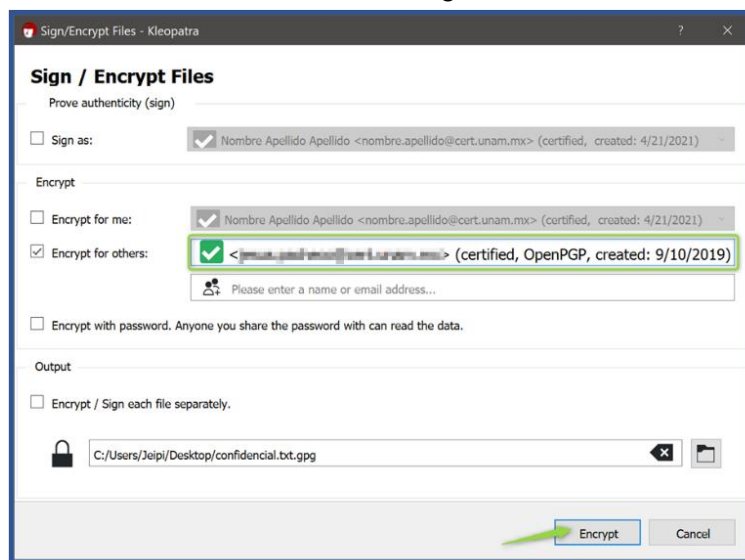 Sign/Encrypt Files - Kleopatra ?
Sign / Encrypt Files
Prove authenticity (sign)
Sign as: Nombre Apellido Apellido <nombre.apellido@cert.unam.mx> (certified, created: 4/21/2021)
Encrypt
Encrypt for me: Nombre Apellido Apellido <nombre.apellido@cert.unam.mx> (certified, created: 4/21/2021)
Encrypt for others: < > (certified, OpenPGP, created: 9/10/2019)
Please enter a name or email address...
Encrypt with password. Anyone you share the password with can read the data.
Output
Encrypt / Sign each file separately.
C:/Users/Jeipi/Desktop/confidencial.txt.gpg
Encrypt Cancel